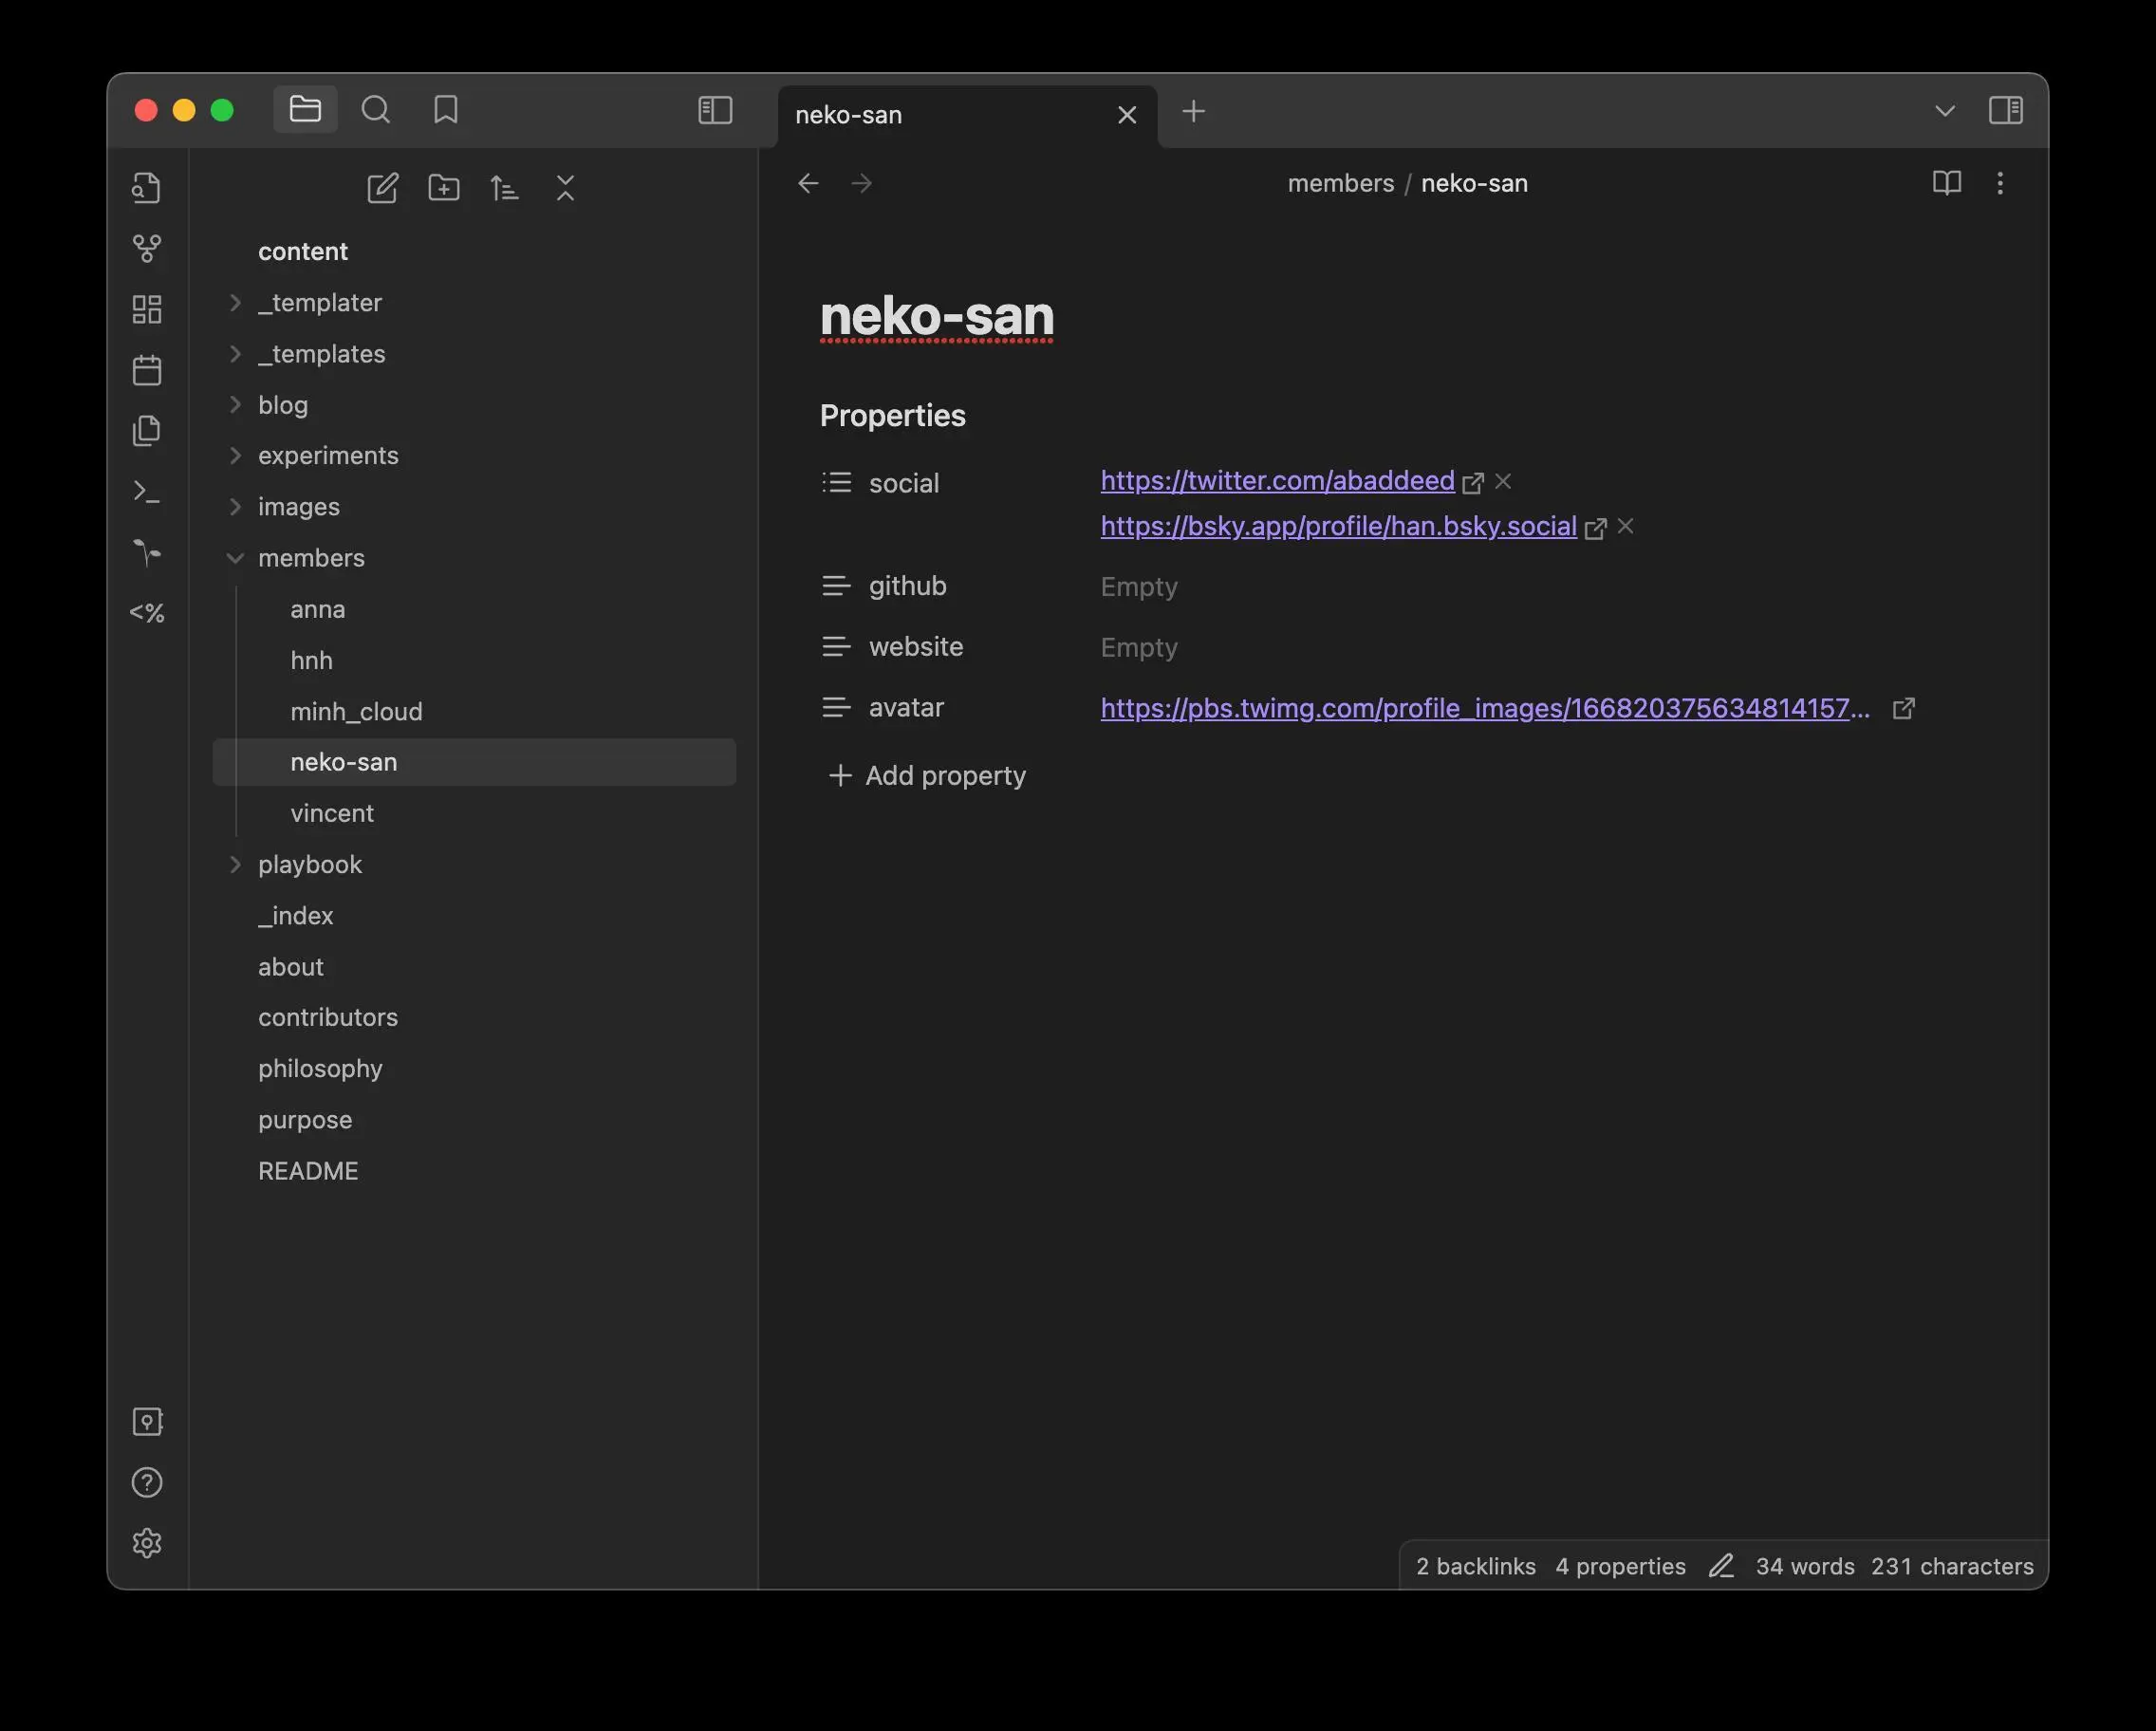 neko-san
members / neko-san
content
_templater
_templates
blog
experiments
images
members
anna
hnh
minh_cloud
neko-san
vincent
playbook
_index
about
contributors
philosophy
purpose
README
<%
neko-san
Properties
social https://twitter.com/abaddeed
https://bsky.app/profile/han.bsky.social
github Empty
website Empty
avatar https://pbs.twimg.com/profile_images/166820375634814157...
Add property
2 backlinks 4 properties 34 words 231 characters